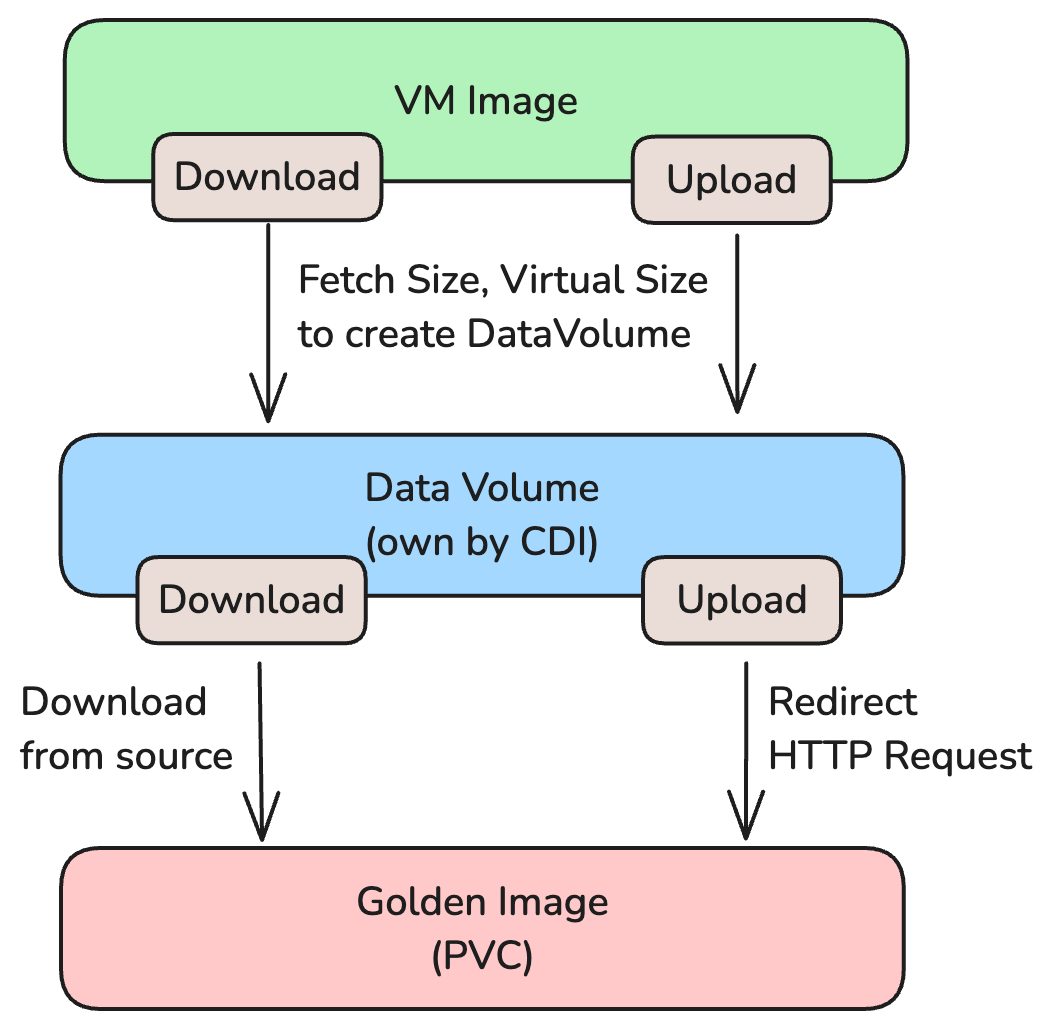 VM Image
Download
Upload
Fetch Size, Virtual Size
to create DataVolume
Data Volume
(own by CDI)
Download
Upload
Download
from source
Redirect
HTTP Request
Golden Image
(PVC)